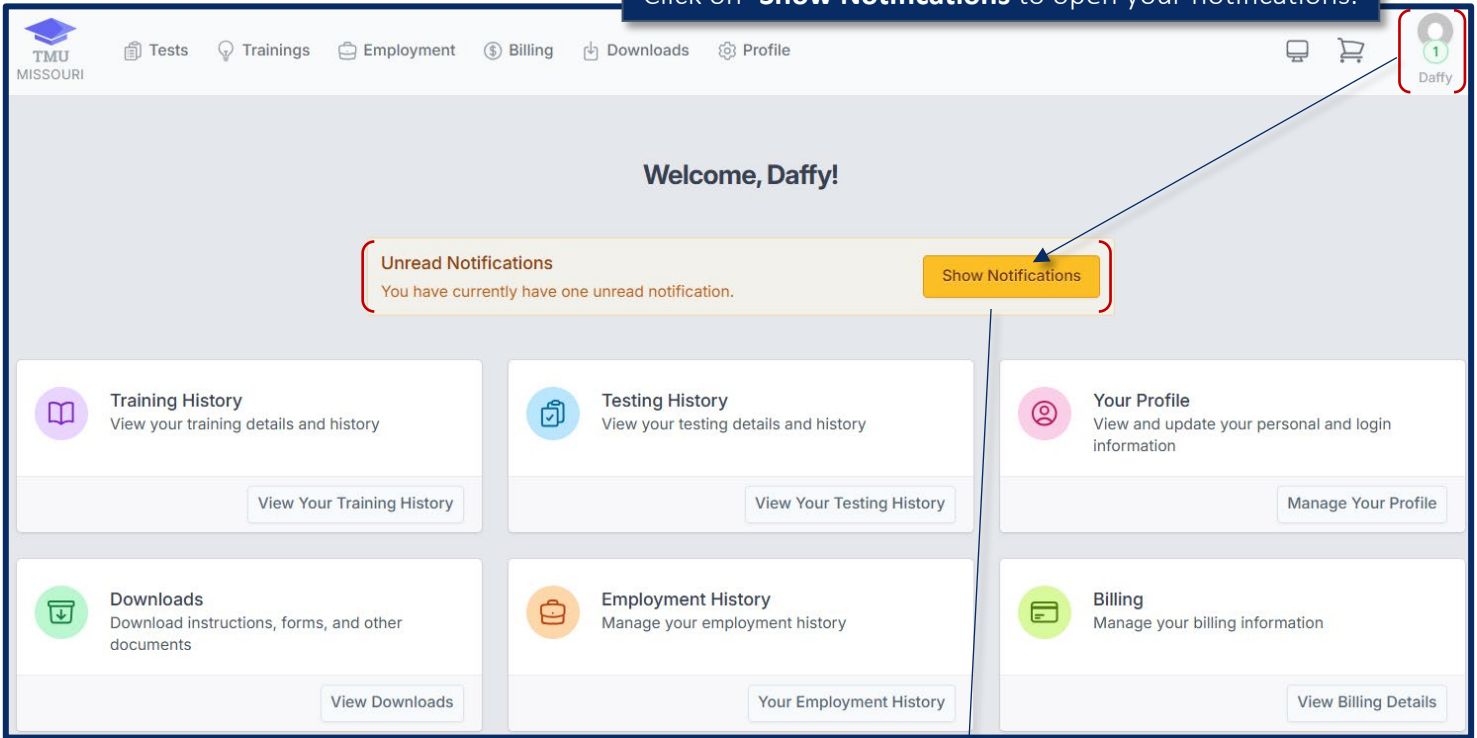 Click on Show Notifications to open your notifications.
TMU
MISSOURI
Tests
Trainings
Employment
Billing
Downloads
Profile
1
Daffy
Welcome, Daffy!
Unread Notifications
You have currently have one unread notification.
Show Notifications
Training History
View your training details and history
View Your Training History
Testing History
View your testing details and history
View Your Testing History
Your Profile
View and update your personal and login
information
Manage Your Profile
Downloads
Download instructions, forms, and other
documents
View Downloads
Employment History
Manage your employment history
Your Employment History
Billing
Manage your billing information
View Billing Details